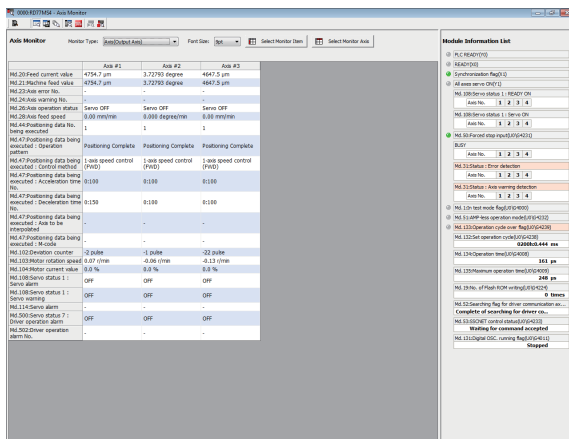 0000:RD77MS4 - Axis Monitor
Axis Monitor
Monitor Type: Axis(Output Axis)
Font Size: 9pt
Select Monitor Item
Select Monitor Axis
Axis #1 Axis #2 Axis #3
Md.20:Feed current value 4754.7 µm 3.72793 degree 4647.5 µm
Md.21:Machine feed value 4754.7 µm 3.72793 degree 4647.5 µm
Md.23:Axis error No. - - -
Md.24:Axis warning No. - - -
Md.26:Axis operation status Servo OFF Servo OFF Servo OFF
Md.28:Axis feed speed 0.00 mm/min 0.000 degree/min 0.00 mm/min
Md.44:Positioning data No. being executed 1 1 1
Md.47:Positioning data being executed : Operation pattern Positioning Complete Positioning Complete Positioning Complete
Md.47:Positioning data being executed : Control method 1-axis speed control (FWD) 1-axis speed control (FWD) 1-axis speed control (FWD)
Md.47:Positioning data being executed : Acceleration time No. 0:100 0:100 0:100
Md.47:Positioning data being executed : Deceleration time No. 0:150 0:100 0:100
Md.47:Positioning data being executed : Axis to be interpolated - - -
Md.47:Positioning data being executed : M-code - - -
Md.102:Deviation counter -2 pulse -1 pulse -22 pulse
Md.103:Motor rotation speed 0.07 r/min -0.06 r/min -0.13 r/min
Md.104:Motor current value 0.0 % 0.0 % 0.0 %
Md.108:Servo status 1 : Servo alarm OFF OFF OFF
Md.108:Servo status 1 : Servo warning OFF OFF OFF
Md.114:Servo alarm - - -
Md.500:Servo status 7 : Driver operation alarm OFF OFF OFF
Md.502:Driver operation alarm No. - - -
Module Information List
PLC READY(Y0)
READY(X0)
Synchronization flag(X1)
All axes servo ON(Y1)
Md.108:Servo status 1 : READY ON
Axis No. 1 2 3 4
Md.108:Servo status 1 : Servo ON
Axis No. 1 2 3 4
Md.50:Forced stop input(U0\G4231)
BUSY
Axis No. 1 2 3 4
Md.31:Status : Error detection
Axis No. 1 2 3 4
Md.31:Status : Axis warning detection
Axis No. 1 2 3 4
Md.1:In test mode flag(U0\G4000)
Md.51:AMP-less operation mode(U0\G4232)
Md.133:Operation cycle over flag(U0\G4239)
Md.132:Set operation cycle(U0\G4238)
0200h:0.444 ms
Md.134:Operation time(U0\G4008)
161 µs
Md.135:Maximum operation time(U0\G4009)
248 µs
Md.19:No. of Flash ROM writing(U0\G4224)
0 times
Md.52:Searching flag for driver communication ax...
Complete of searching for driver co...
Md.53:SSCNET control status(U0\G4233)
Waiting for command accepted
Md.131:Digital OSC. running flag(U0\G4011)
Stopped